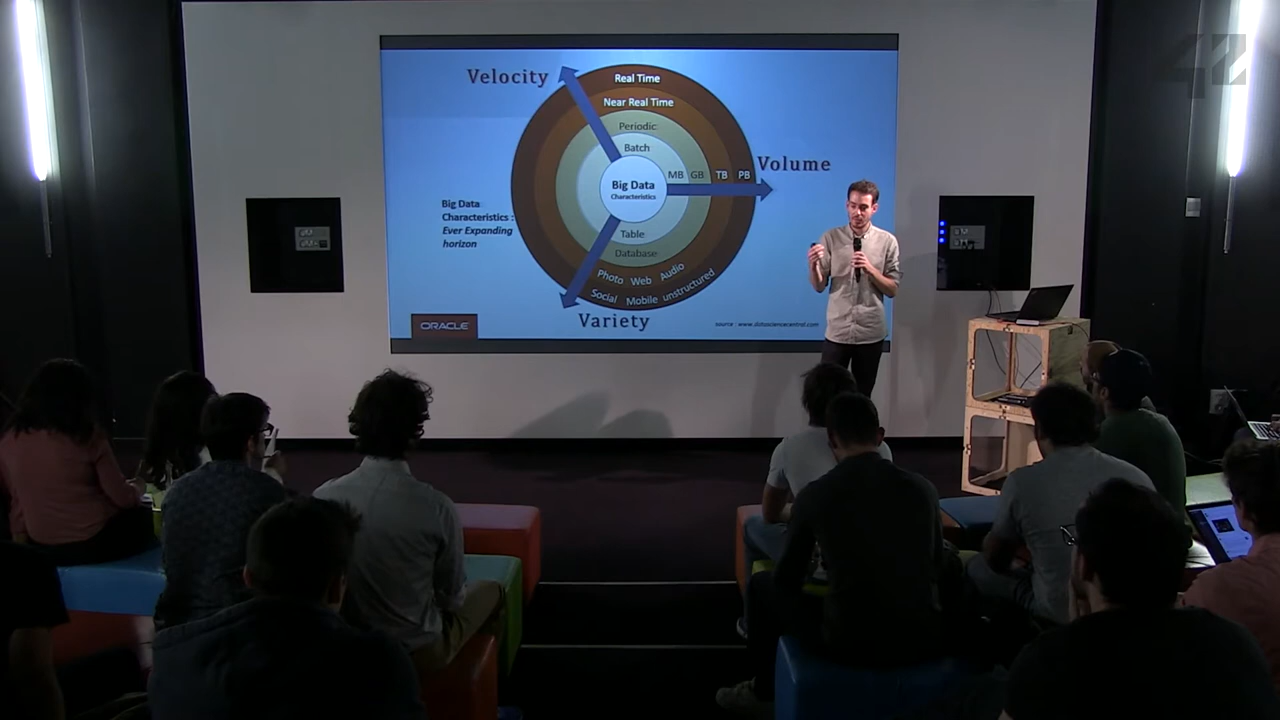 42
Velocity
Real Time
Near Real Time
Periodic
Batch
Volume
MB GB TB PB
Big Data
Characteristics
Big Data
Characteristics :
Ever Expanding
horizon
Table
Database
Photo Web Audio
Social Mobile unstructured
Variety
ORACLE
source : www.datasciencecentral.com